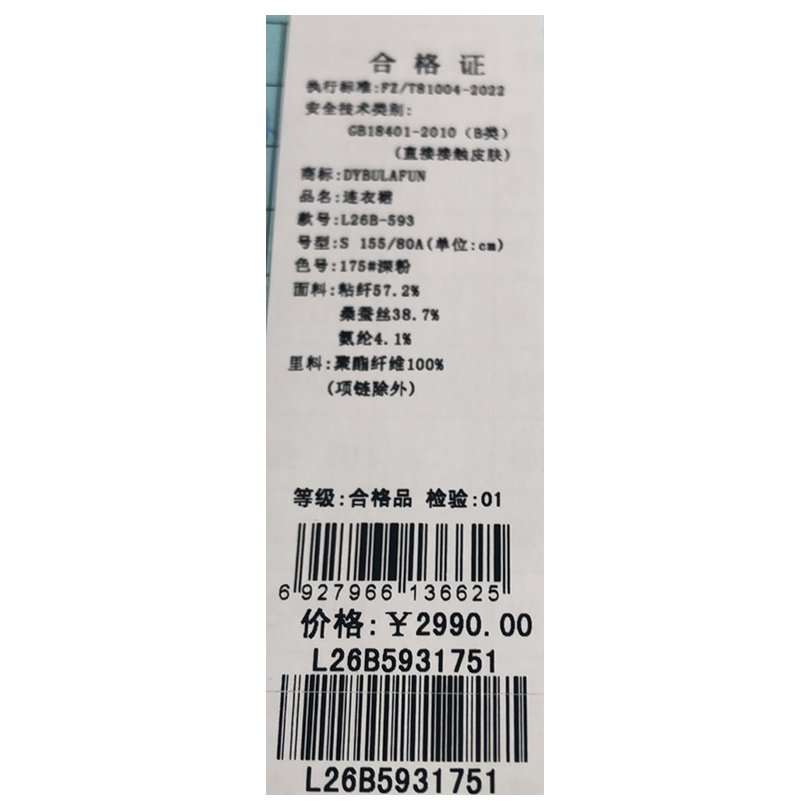 合格证
执行标准:FZ/T81004-2022
安全技术类别:
GB18401-2010(B类)
(直接接触皮肤)
商标:DYBULAFUN
品名:连衣裙
款号:L26B-593
号型:S 155/80A(单位:cm)
色号:175#深粉
面料:粘纤57.2%
桑蚕丝38.7%
氨纶4.1%
里料:聚酯纤维100%
(项链除外)
等级:合格品 检验:01
6 927966 136625
价格:¥2990.00
L26B5931751
L26B5931751